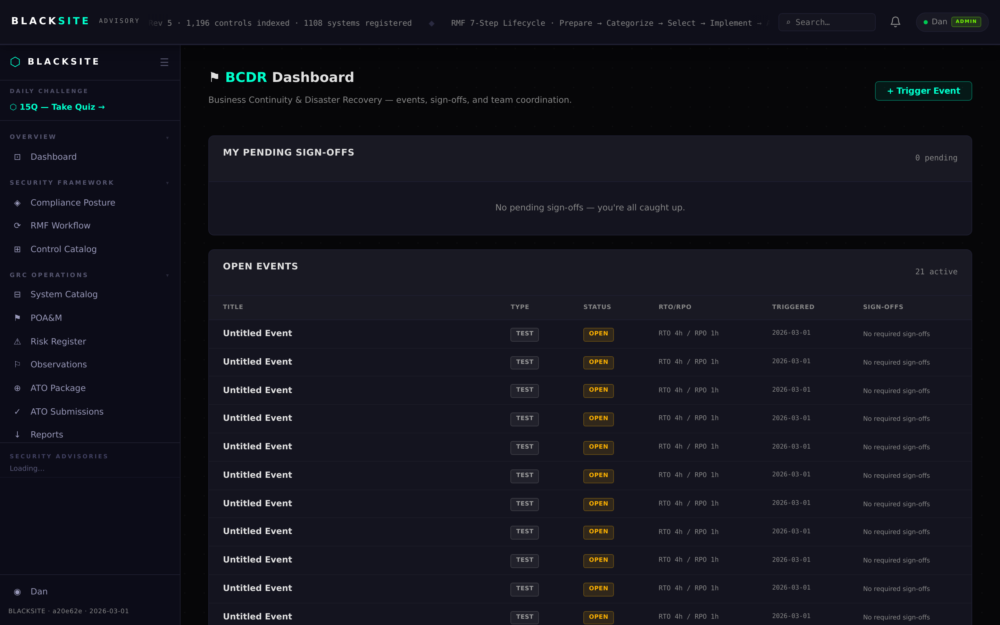 BLACKSITE ADVISORY Rev 5 · 1,196 controls indexed · 1108 systems registered ◆ RMF 7-Step Lifecycle · Prepare → Categorize → Select → Implement → Search… Dan ADMIN
BLACKSITE
DAILY CHALLENGE
15Q — Take Quiz →
OVERVIEW
Dashboard
SECURITY FRAMEWORK
Compliance Posture
RMF Workflow
Control Catalog
GRC OPERATIONS
System Catalog
POA&M
Risk Register
Observations
ATO Package
ATO Submissions
Reports
SECURITY ADVISORIES
Loading...
Dan
BLACKSITE · a20e62e · 2026-03-01
BCDR Dashboard
Business Continuity & Disaster Recovery — events, sign-offs, and team coordination.
+ Trigger Event
MY PENDING SIGN-OFFS
0 pending
No pending sign-offs — you're all caught up.
OPEN EVENTS
21 active
TITLE TYPE STATUS RTO/RPO TRIGGERED SIGN-OFFS
Untitled Event TEST OPEN RTO 4h / RPO 1h 2026-03-01 No required sign-offs
Untitled Event TEST OPEN RTO 4h / RPO 1h 2026-03-01 No required sign-offs
Untitled Event TEST OPEN RTO 4h / RPO 1h 2026-03-01 No required sign-offs
Untitled Event TEST OPEN RTO 4h / RPO 1h 2026-03-01 No required sign-offs
Untitled Event TEST OPEN RTO 4h / RPO 1h 2026-03-01 No required sign-offs
Untitled Event TEST OPEN RTO 4h / RPO 1h 2026-03-01 No required sign-offs
Untitled Event TEST OPEN RTO 4h / RPO 1h 2026-03-01 No required sign-offs
Untitled Event TEST OPEN RTO 4h / RPO 1h 2026-03-01 No required sign-offs
Untitled Event TEST OPEN RTO 4h / RPO 1h 2026-03-01 No required sign-offs
Untitled Event TEST OPEN RTO 4h / RPO 1h 2026-03-01 No required sign-offs
Untitled Event TEST OPEN RTO 4h / RPO 1h 2026-03-01 No required sign-offs